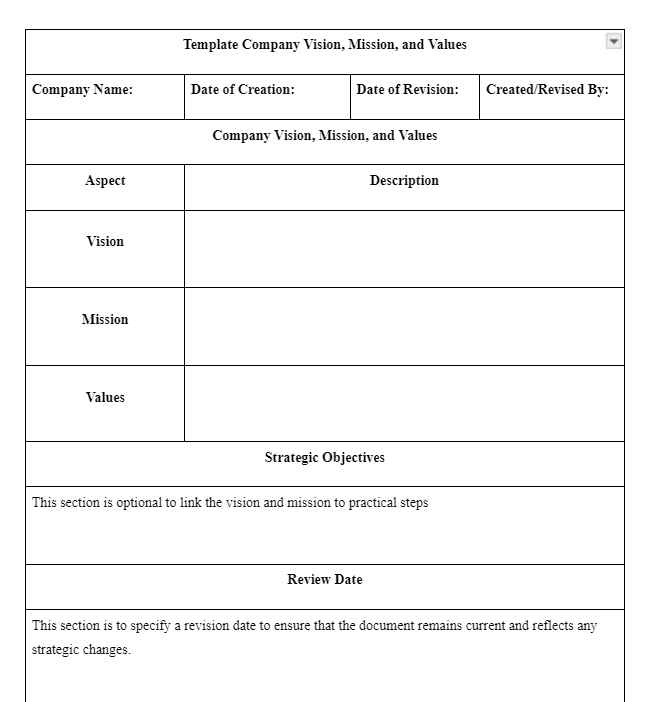 Template Company Vision, Mission, and Values
Company Name: Date of Creation: Date of Revision: Created/Revised By:
Company Vision, Mission, and Values
Aspect Description
Vision
Mission
Values
Strategic Objectives
This section is optional to link the vision and mission to practical steps
Review Date
This section is to specify a revision date to ensure that the document remains current and reflects any
strategic changes.